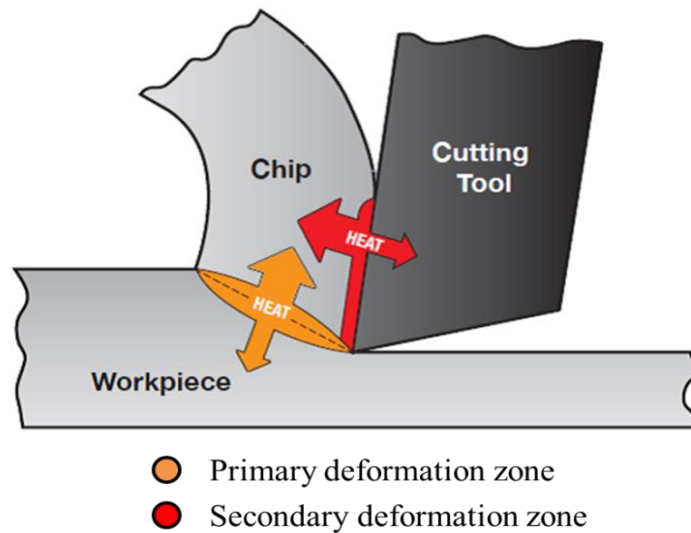 Chip
Cutting
Tool
HEAT
HEAT
Workpiece
Primary deformation zone
Secondary deformation zone